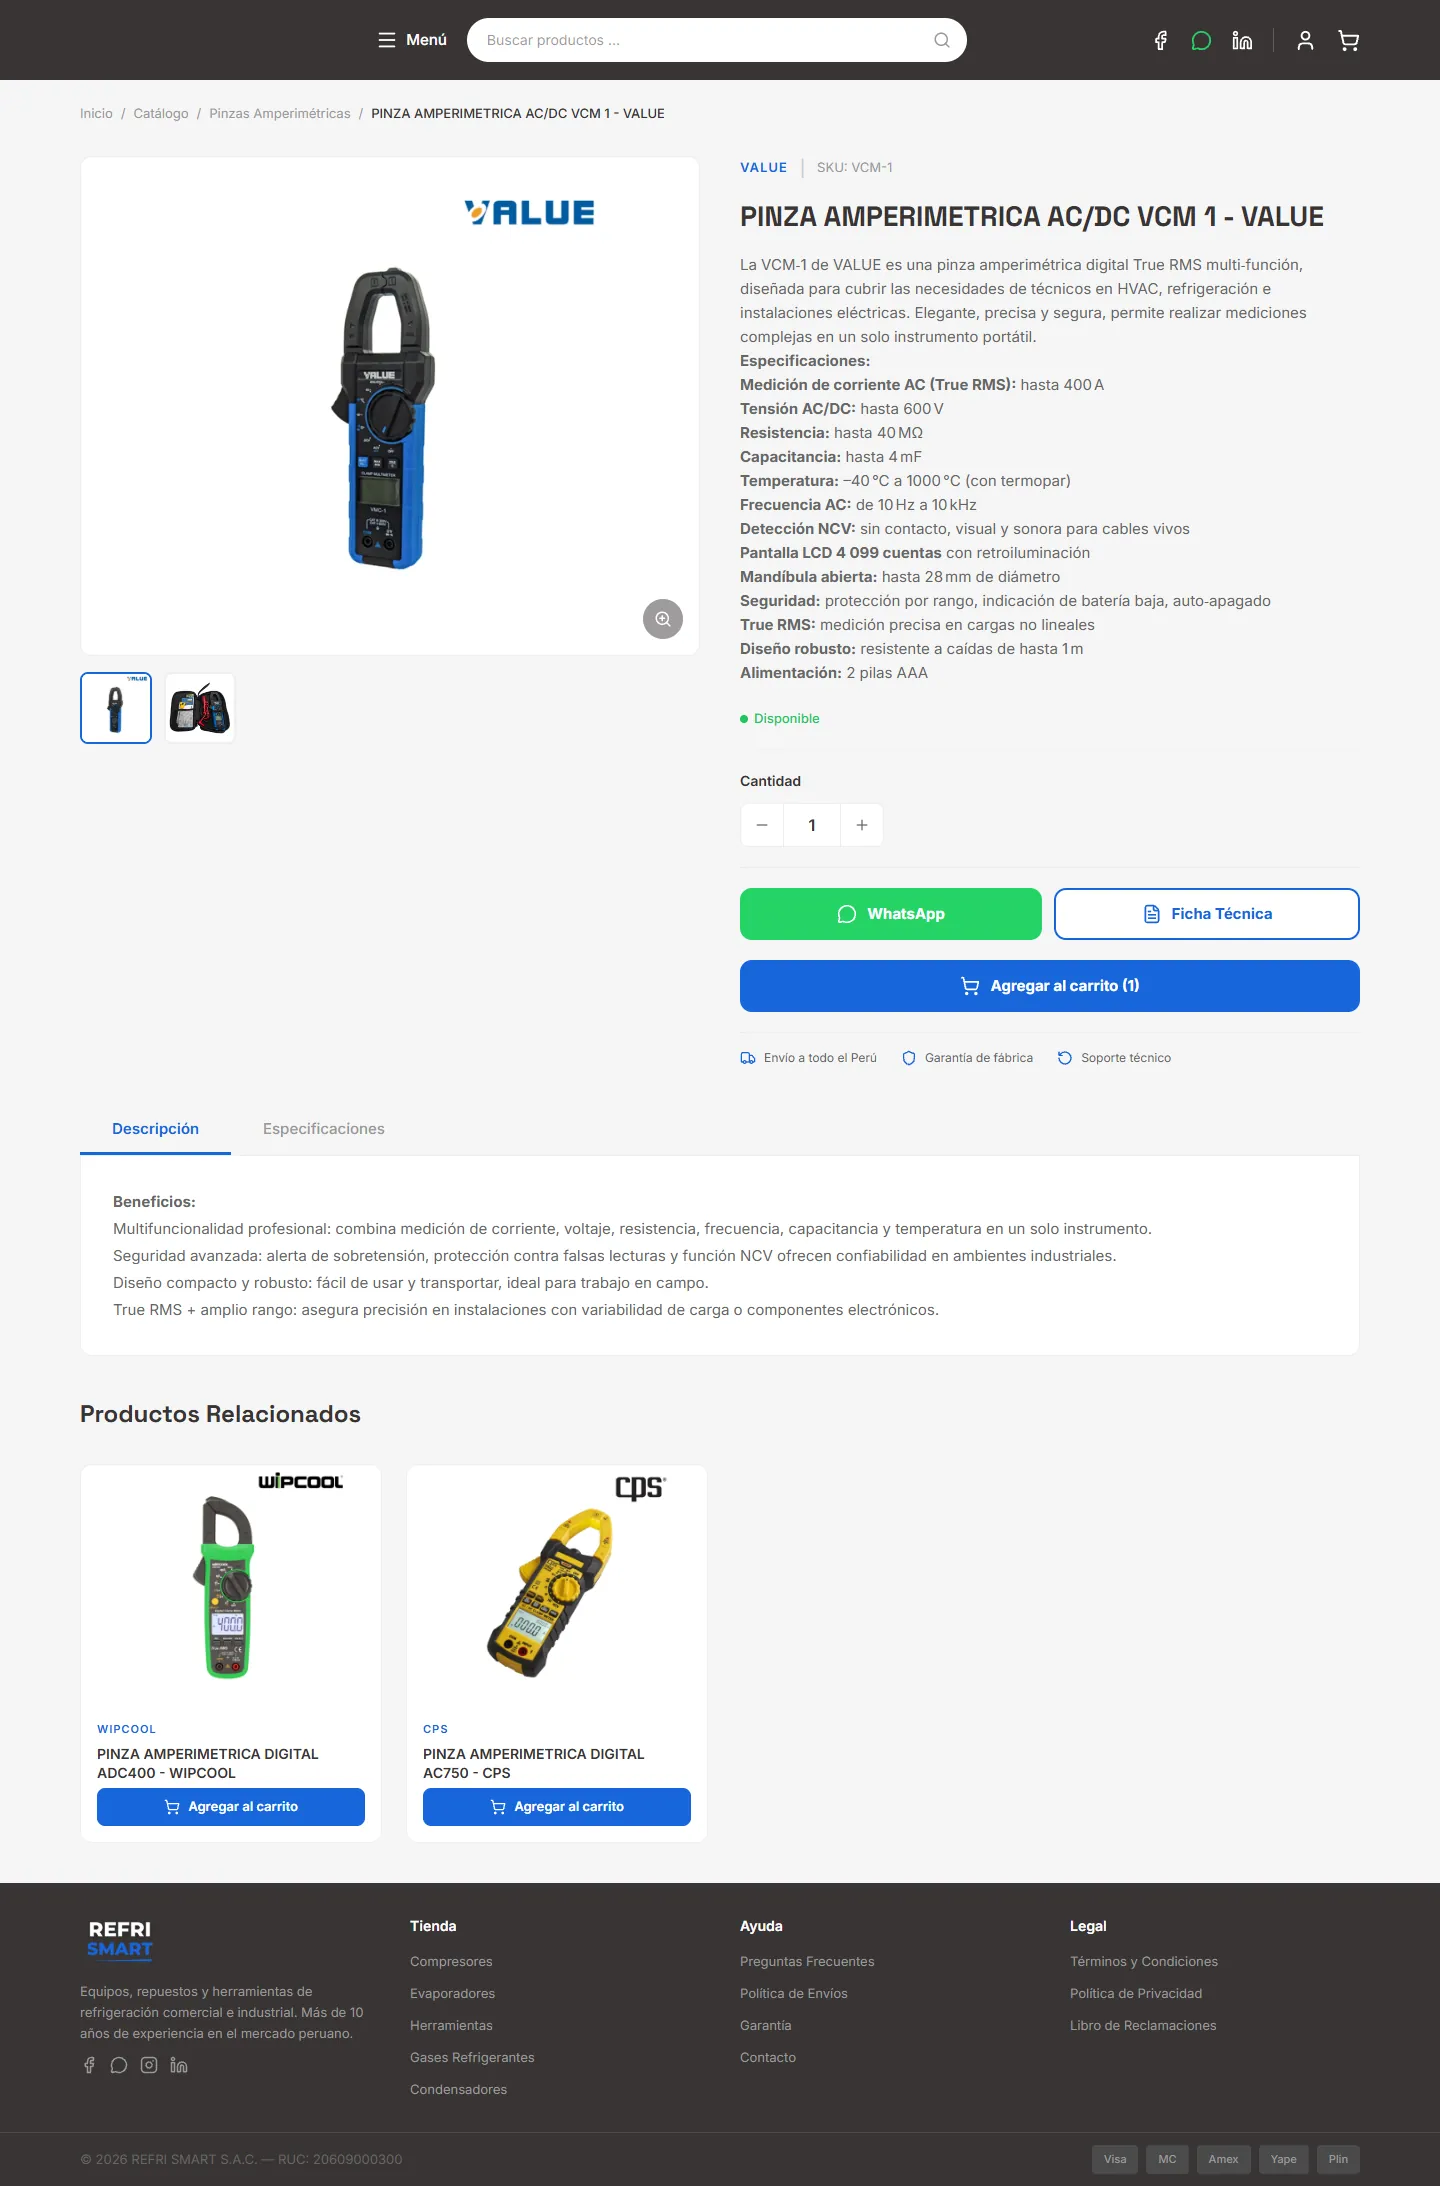 Menú
Buscar productos ...
Inicio / Catálogo / Pinzas Amperimétricas / PINZA AMPERIMETRICA AC/DC VCM 1 - VALUE
VALUE
VALUE
CLAMP MULTIMETER
VMC-1
VALUE
VALUE | SKU: VCM-1
PINZA AMPERIMETRICA AC/DC VCM 1 - VALUE
La VCM-1 de VALUE es una pinza amperimétrica digital True RMS multi-función,
diseñada para cubrir las necesidades de técnicos en HVAC, refrigeración e
instalaciones eléctricas. Elegante, precisa y segura, permite realizar mediciones
complejas en un solo instrumento portátil.
Especificaciones:
Medición de corriente AC (True RMS): hasta 400 A
Tensión AC/DC: hasta 600 V
Resistencia: hasta 40 MΩ
Capacitancia: hasta 4 mF
Temperatura: –40 °C a 1000 °C (con termopar)
Frecuencia AC: de 10 Hz a 10 kHz
Detección NCV: sin contacto, visual y sonora para cables vivos
Pantalla LCD 4 099 cuentas con retroiluminación
Mandíbula abierta: hasta 28 mm de diámetro
Seguridad: protección por rango, indicación de batería baja, auto-apagado
True RMS: medición precisa en cargas no lineales
Diseño robusto: resistente a caídas de hasta 1 m
Alimentación: 2 pilas AAA
Disponible
Cantidad
1
WhatsApp
Ficha Técnica
Agregar al carrito (1)
Envío a todo el Perú
Garantía de fábrica
Soporte técnico
Descripción
Especificaciones
Beneficios:
Multifuncionalidad profesional: combina medición de corriente, voltaje, resistencia, frecuencia, capacitancia y temperatura en un solo instrumento.
Seguridad avanzada: alerta de sobretensión, protección contra falsas lecturas y función NCV ofrecen confiabilidad en ambientes industriales.
Diseño compacto y robusto: fácil de usar y transportar, ideal para trabajo en campo.
True RMS + amplio rango: asegura precisión en instalaciones con variabilidad de carga o componentes electrónicos.
Productos Relacionados
WIPCOOL
400.0
WIPCOOL
PINZA AMPERIMETRICA DIGITAL
ADC400 - WIPCOOL
Agregar al carrito
cps
000.0
CPS
PINZA AMPERIMETRICA DIGITAL
AC750 - CPS
Agregar al carrito
REFRI
SMART
Equipos, repuestos y herramientas de
refrigeración comercial e industrial. Más de 10
años de experiencia en el mercado peruano.
Tienda
Compresores
Evaporadores
Herramientas
Gases Refrigerantes
Condensadores
Ayuda
Preguntas Frecuentes
Política de Envíos
Garantía
Contacto
Legal
Términos y Condiciones
Política de Privacidad
Libro de Reclamaciones
© 2026 REFRI SMART S.A.C. — RUC: 20609000300
Visa
MC
Amex
Yape
Plin